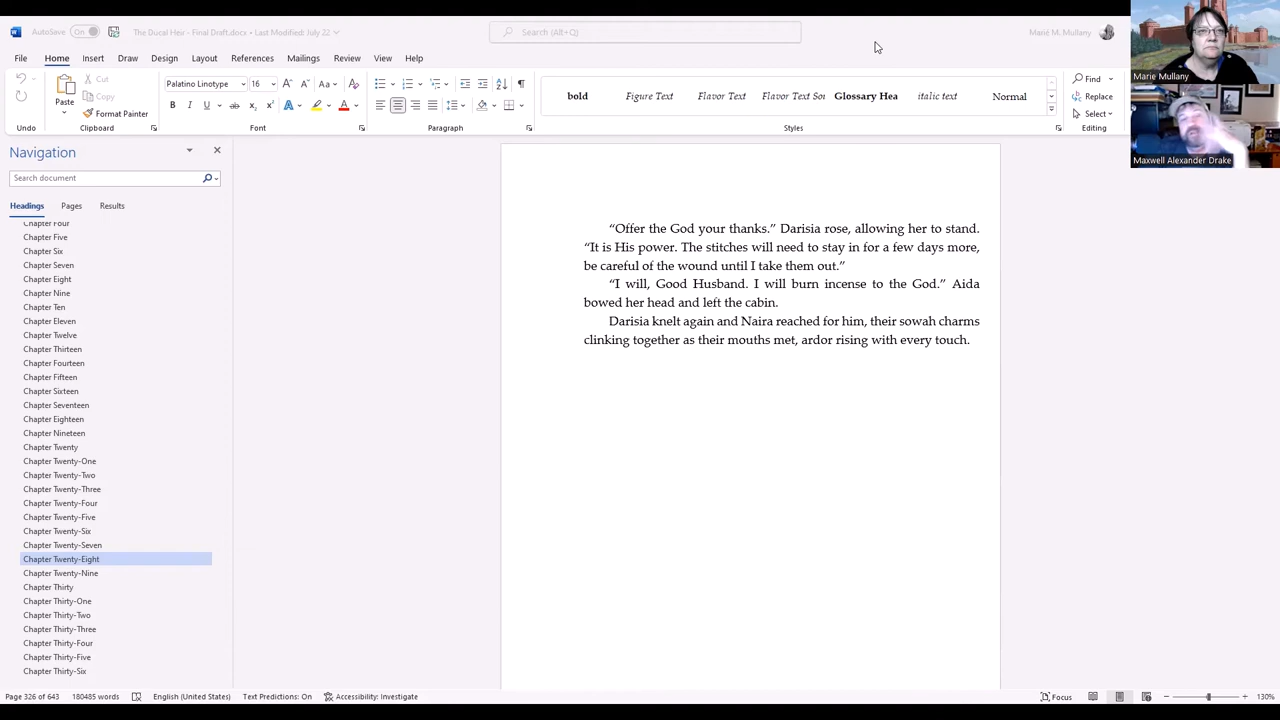 AutoSave On The Ducal Hex - Final Draft.docx • Last Modified: July 22 Search (Alt+Q) Marié M. Mullany
File Home Insert Draw Design Layout References Mailings Review View Help
Palatino Linotype 16 Aa
Cut
Copy
Format Painter
Paste
bold Figure Text Flavor Text Flavor Text Son Glossary Hea italic text Normal
Find
Replace
Select
Undo Clipboard Font Paragraph Styles Editing
Marie Mullany
Maxwell Alexander Drake
Navigation
Search document
Headings Pages Results
Chapter Four
Chapter Five
Chapter Six
Chapter Seven
Chapter Eight
Chapter Nine
Chapter Ten
Chapter Eleven
Chapter Twelve
Chapter Thirteen
Chapter Fourteen
Chapter Fifteen
Chapter Sixteen
Chapter Seventeen
Chapter Eighteen
Chapter Nineteen
Chapter Twenty
Chapter Twenty-One
Chapter Twenty-Two
Chapter Twenty-Three
Chapter Twenty-Four
Chapter Twenty-Five
Chapter Twenty-Six
Chapter Twenty-Seven
Chapter Twenty-Eight
Chapter Twenty-Nine
Chapter Thirty
Chapter Thirty-One
Chapter Thirty-Two
Chapter Thirty-Three
Chapter Thirty-Four
Chapter Thirty-Five
Chapter Thirty-Six
“Offer the God your thanks.” Darisia rose, allowing her to stand.
“It is His power. The stitches will need to stay in for a few days more,
be careful of the wound until I take them out.”
“I will, Good Husband. I will burn incense to the God.” Aida
bowed her head and left the cabin.
Darisia knelt again and Naira reached for him, their sowah charms
clinking together as their mouths met, ardor rising with every touch.
Page 326 of 643 180485 words English (United States) Text Predictions: On Accessibility: Investigate Focus 130%